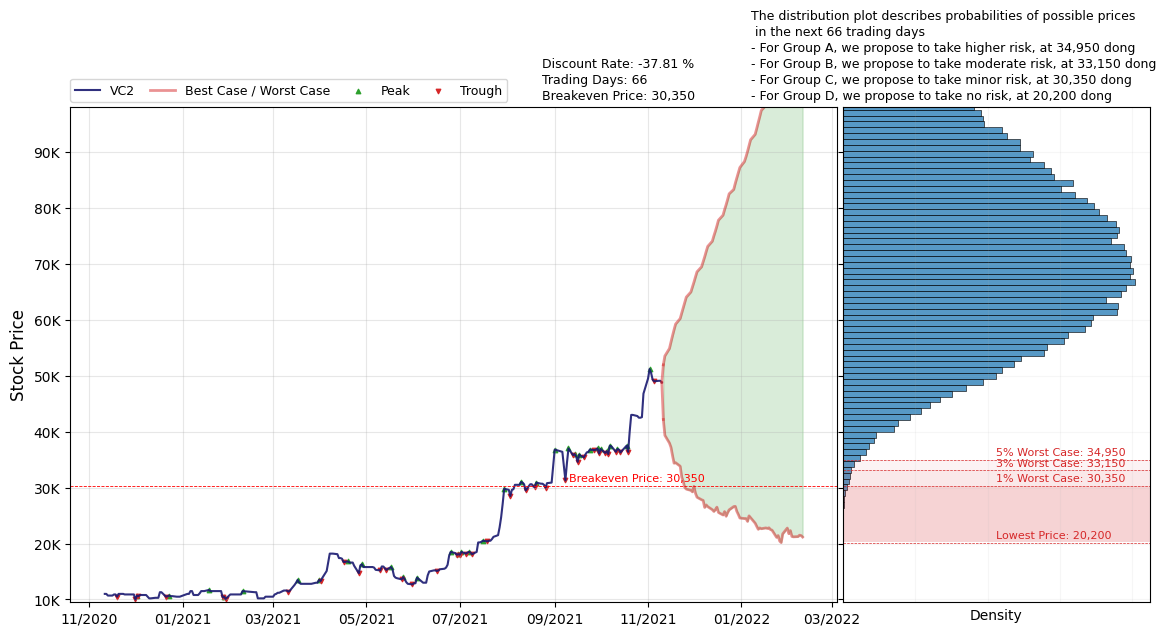 The distribution plot describes probabilities of possible prices
in the next 66 trading days
- For Group A, we propose to take higher risk, at 34,950 dong
- For Group B, we propose to take moderate risk, at 33,150 dong
- For Group C, we propose to take minor risk, at 30,350 dong
- For Group D, we propose to take no risk, at 20,200 dong
Discount Rate: -37.81 %
Trading Days: 66
Breakeven Price: 30,350
VC2 Best Case / Worst Case Peak Trough
Stock Price
90K
80K
70K
60K
50K
40K
30K
20K
10K
Breakeven Price: 30,350
5% Worst Case: 34,950
3% Worst Case: 33,150
1% Worst Case: 30,350
Lowest Price: 20,200
11/2020 01/2021 03/2021 05/2021 07/2021 09/2021 11/2021 01/2022 03/2022
Density